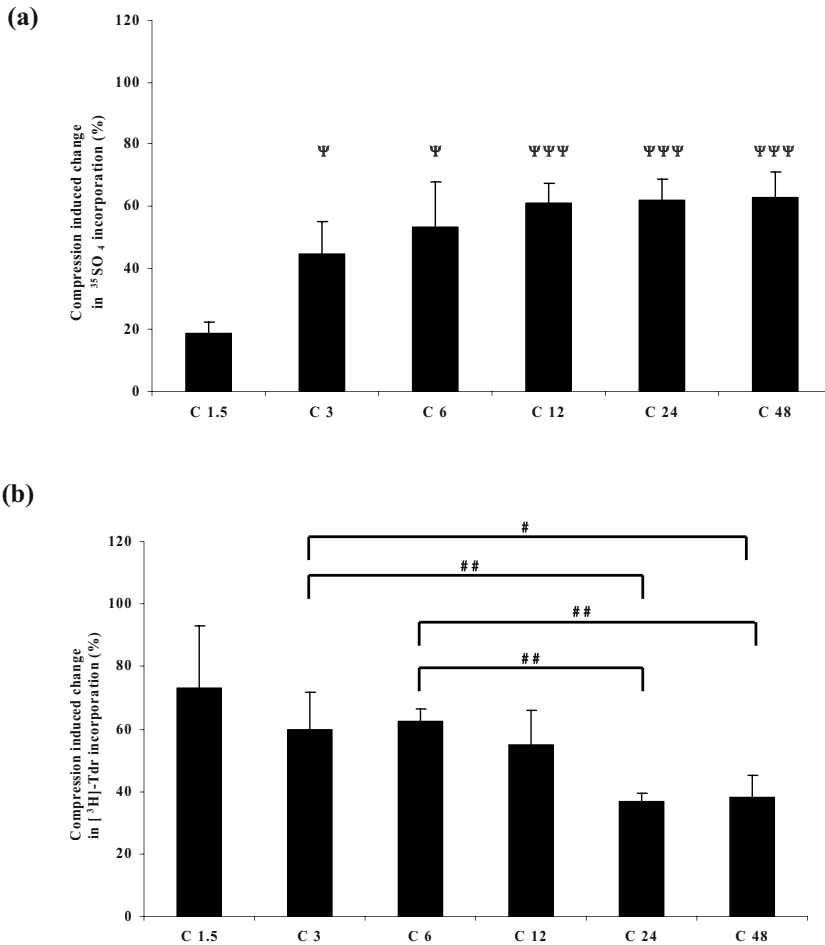 (a)
120
100
80
60
40
20
0
Compression induced change
in ³⁵SO ₄ incorporation (%)
Ψ Ψ ΨΨΨ ΨΨΨ ΨΨΨ
C 1.5 C 3 C 6 C 12 C 24 C 48
(b)
120
100
80
60
40
20
0
Compression induced change
in [ ³H]-Tdr incorporation (%)
#
##
##
##
C 1.5 C 3 C 6 C 12 C 24 C 48